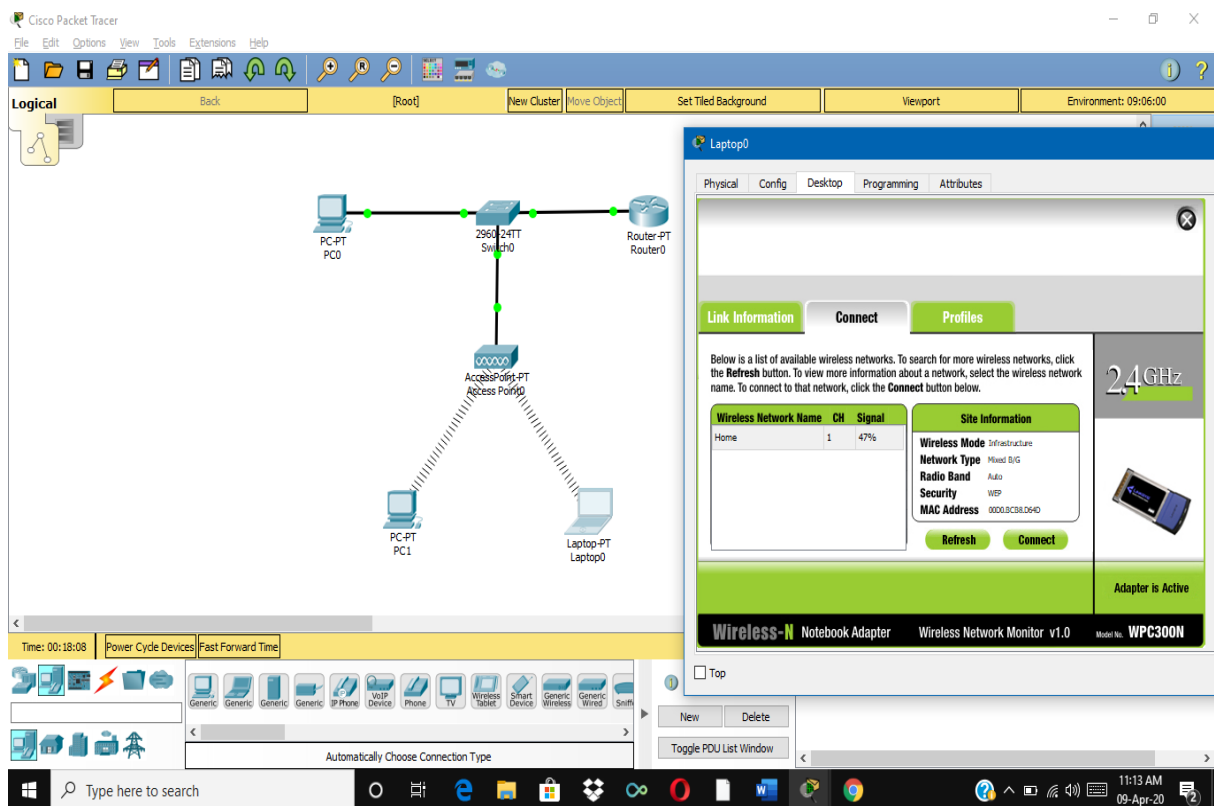 Cisco Packet Tracer
File Edit Options View Tools Extensions Help
Logical
Back
[Root]
New Cluster
Move Object
Set Tiled Background
Viewport
Environment: 09:06:00
Laptop0
Physical Config Desktop Programming Attributes
PC-PT
PC0
2960-24TT
Switch0
Router-PT
Router0
AccessPoint-PT
Access Point0
PC-PT
PC1
Laptop-PT
Laptop0
Link Information Connect Profiles
Below is a list of available wireless networks. To search for more wireless networks, click
the Refresh button. To view more information about a network, select the wireless network
name. To connect to that network, click the Connect button below.
2.4GHz
Wireless Network Name CH Signal
Home 1 47%
Site Information
Wireless Mode Infrastructure
Network Type Mixed B/G
Radio Band Auto
Security WEP
MAC Address 00D0.BCB8.D64D
Refresh Connect
Adapter is Active
Wireless-N Notebook Adapter Wireless Network Monitor v1.0 Model No. WPC300N
Top
Time: 00:18:08 Power Cycle Devices Fast Forward Time
Generic Generic Generic Generic IP Phone VoIP Device Phone TV Wireless Tablet Smart Device Generic Wireless Generic Wired Sniff
Automatically Choose Connection Type
New Delete
Toggle PDU List Window
Type here to search
11:13 AM
09-Apr-20
2